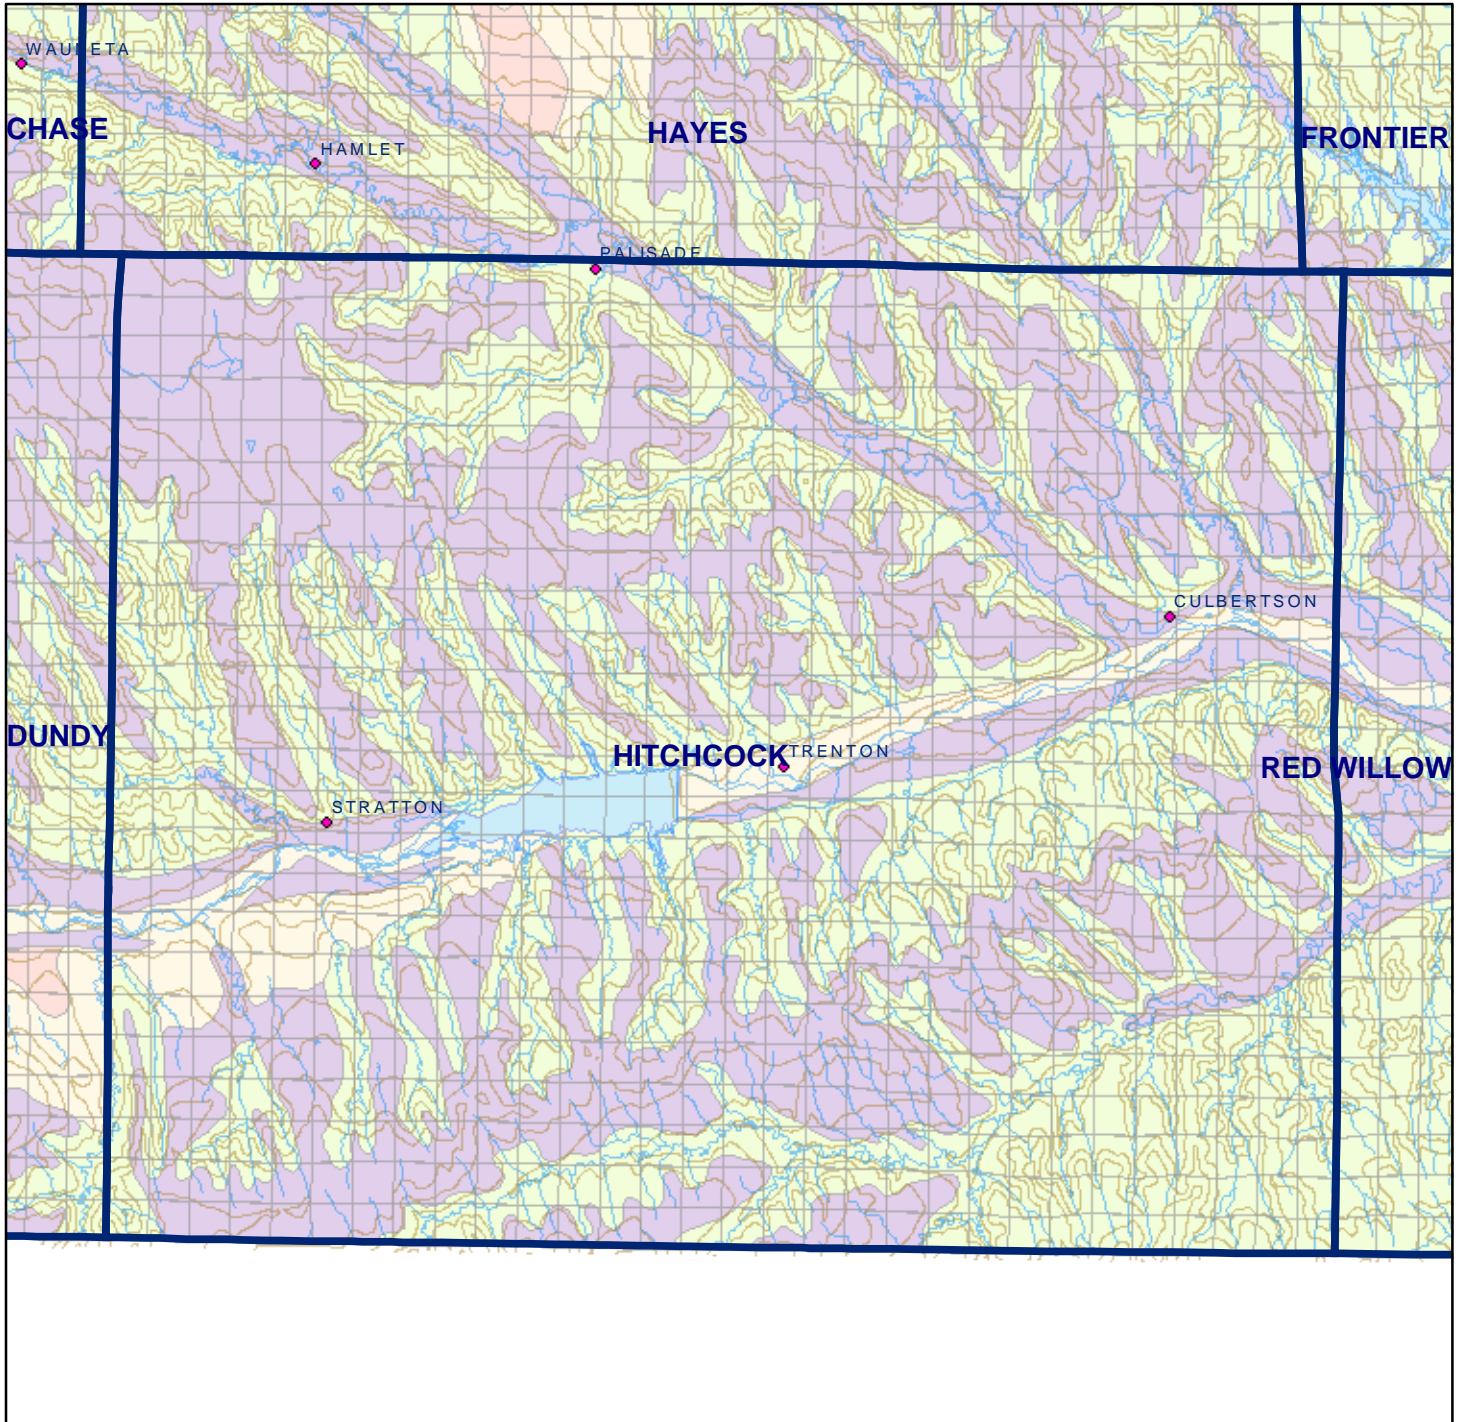 WAUNETA
CHASE
HAMLET
HAYES
FRONTIER
PALISADE
CULBERTSON
DUNDY
HITCHCOCK
TRENTON
RED WILLOW
STRATTON